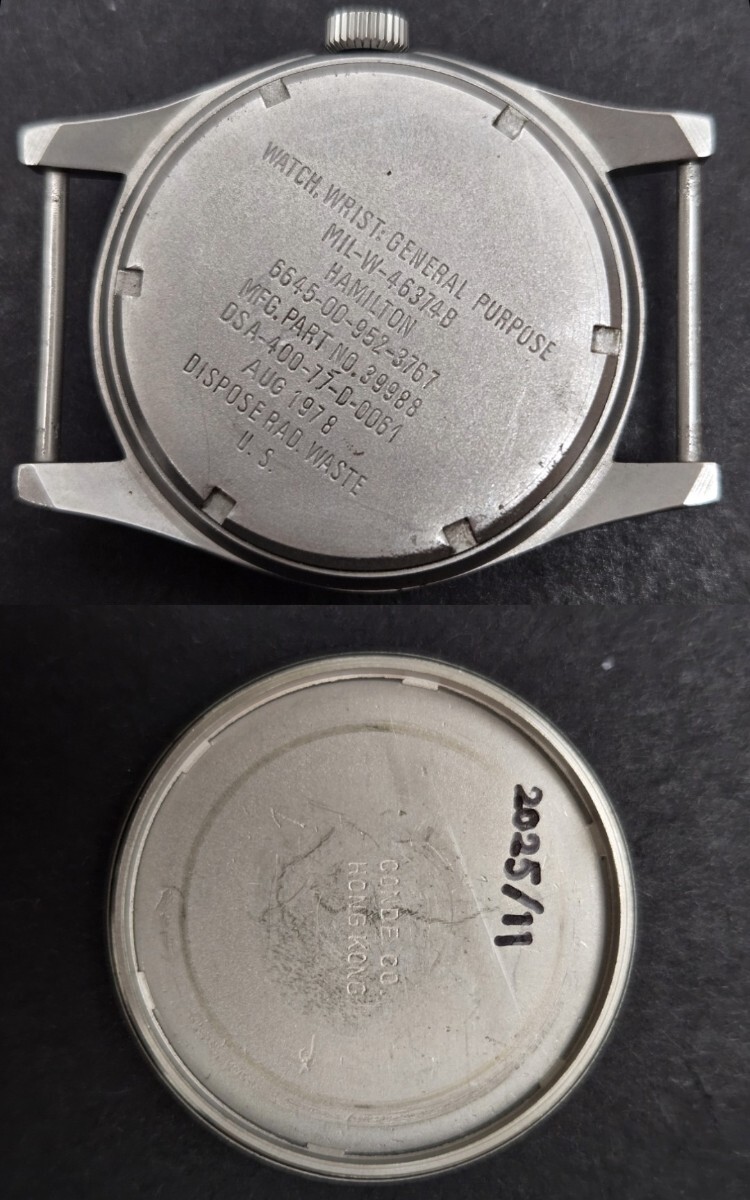 WATCH, WRIST: GENERAL PURPOSE
MIL-W-46374B
HAMILTON
6645-00-952-3767
MFG. PART NO. 39988
DSA-400-77-D-0061
AUG 1978
DISPOSE RAD. WASTE
U. S.
2025/11
CONDE CO
HONG KONG